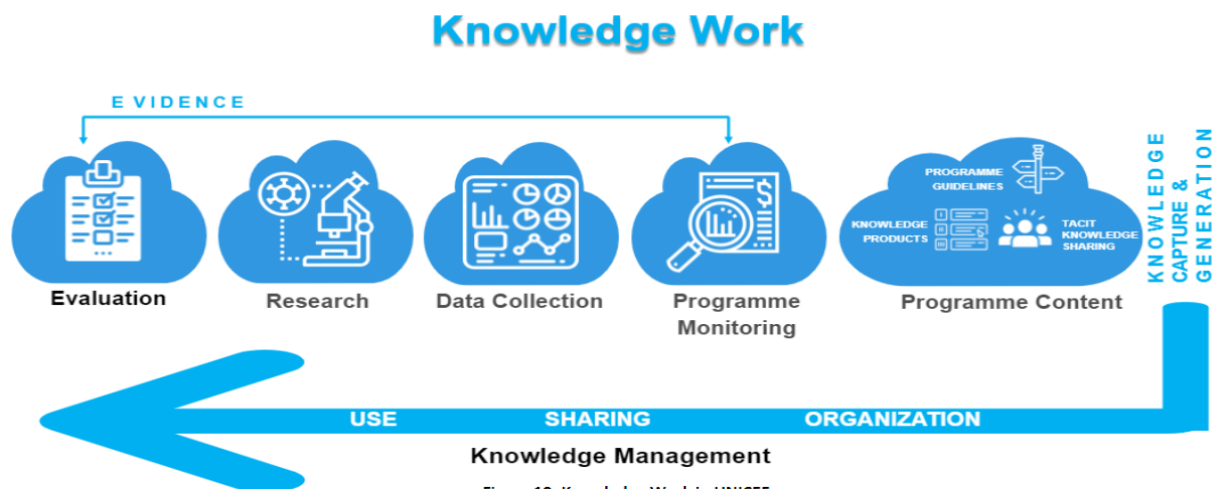 Knowledge Work
EVIDENCE
Evaluation
Research
Data Collection
Programme
Monitoring
PROGRAMME
GUIDELINES
KNOWLEDGE
PRODUCTS
TACIT
KNOWLEDGE
SHARING
Programme Content
KNOWLEDGE
CAPTURE &
GENERATION
USE SHARING ORGANIZATION
Knowledge Management